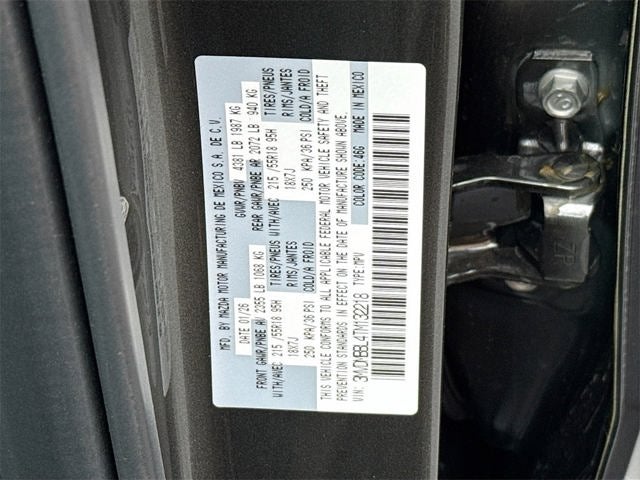 MFD. BY MAZDA MOTOR MANUFACTURING DE MEXICO S.A. DE C.V.
DATE: 01/26 GVWR/PNBV 4381 LB 1987 KG
FRONT GAWR/PNBE AV 2355 LB 1068 KG REAR GAWR/PNBE AR 2072 LB 940 KG
WITH/AVEC 215 /55R18 95H TIRES/PNEUS WITH/AVEC 215 /55R18 95H TIRES/PNEUS
18X7J RIMS/JANTES 18X7J RIMS/JANTES
250 KPA/36 PSI COLD/A FROID 250 KPA/36 PSI COLD/A FROID
THIS VEHICLE CONFORMS TO ALL APPLICABLE FEDERAL MOTOR VEHICLE SAFETY AND THEFT
PREVENTION STANDARDS IN EFFECT ON THE DATE OF MANUFACTURE SHOWN ABOVE.
COLOR CODE:46G MADE IN MEXICO
VIN: TYPE:MPV
ZP